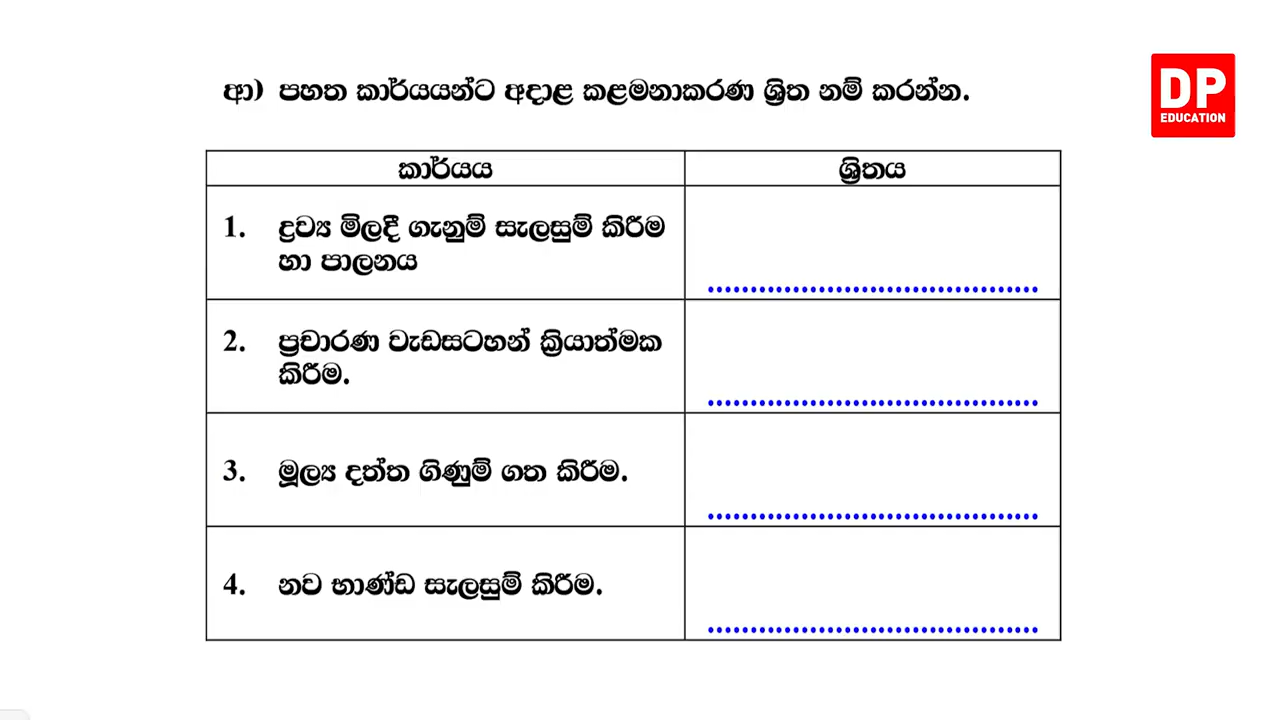 DP
EDUCATION
ආ) පහත කාර්යයන්ට අදාළ කළමනාකරණ ශ්‍රිත නම් කරන්න.
කාර්යය ශ්‍රිතය
1. ද්‍රව්‍ය මිලදී ගැනුම් සැලසුම් කිරීම
හා පාලනය
........................................
2. ප්‍රචාරණ වැඩසටහන් ක්‍රියාත්මක
කිරීම.
........................................
3. මූල්‍ය දත්ත ගිණුම් ගත කිරීම.
........................................
4. නව භාණ්ඩ සැලසුම් කිරීම.
........................................